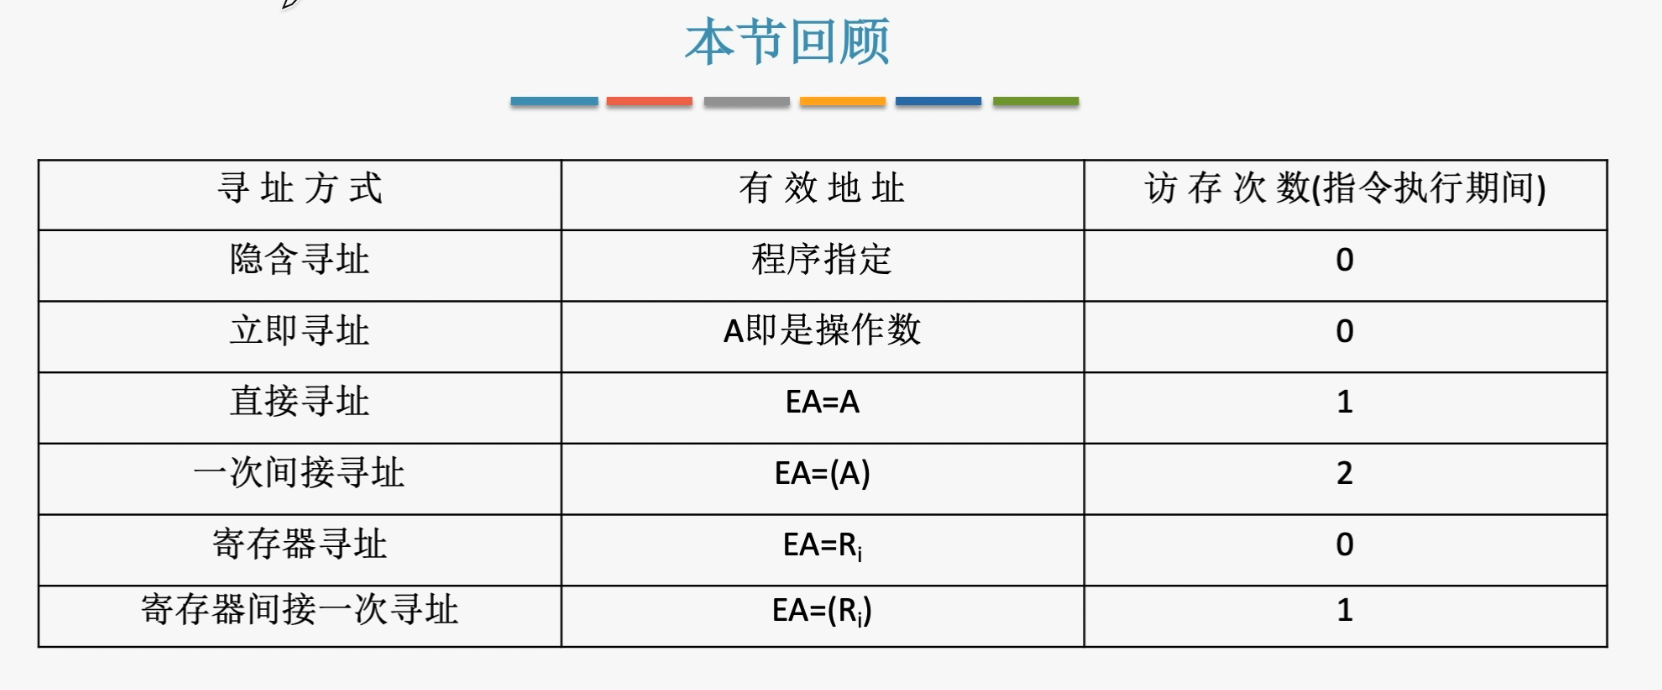 本节回顾
寻址方式 有效地址 访存次数(指令执行期间)
隐含寻址 程序指定 0
立即寻址 A即是操作数 0
直接寻址 EA=A 1
一次间接寻址 EA=(A) 2
寄存器寻址 EA=Ri 0
寄存器间接一次寻址 EA=(Ri) 1